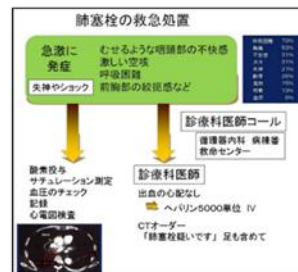 肺塞栓の救急処置
急激に
発症
失神やショック
むせるような咽頭部の不快感
激しい空咳
呼吸困難
前胸部の絞扼感など
診療科医師コール
循環器内科 病棟番
救命センター
酸素投与
サチュレーション測定
血圧のチェック
記録
心電図検査
診療科医師
出血の心配なし
ヘパリン5000単位 IV
CTオーダー
「肺塞栓疑いです」足も含めて